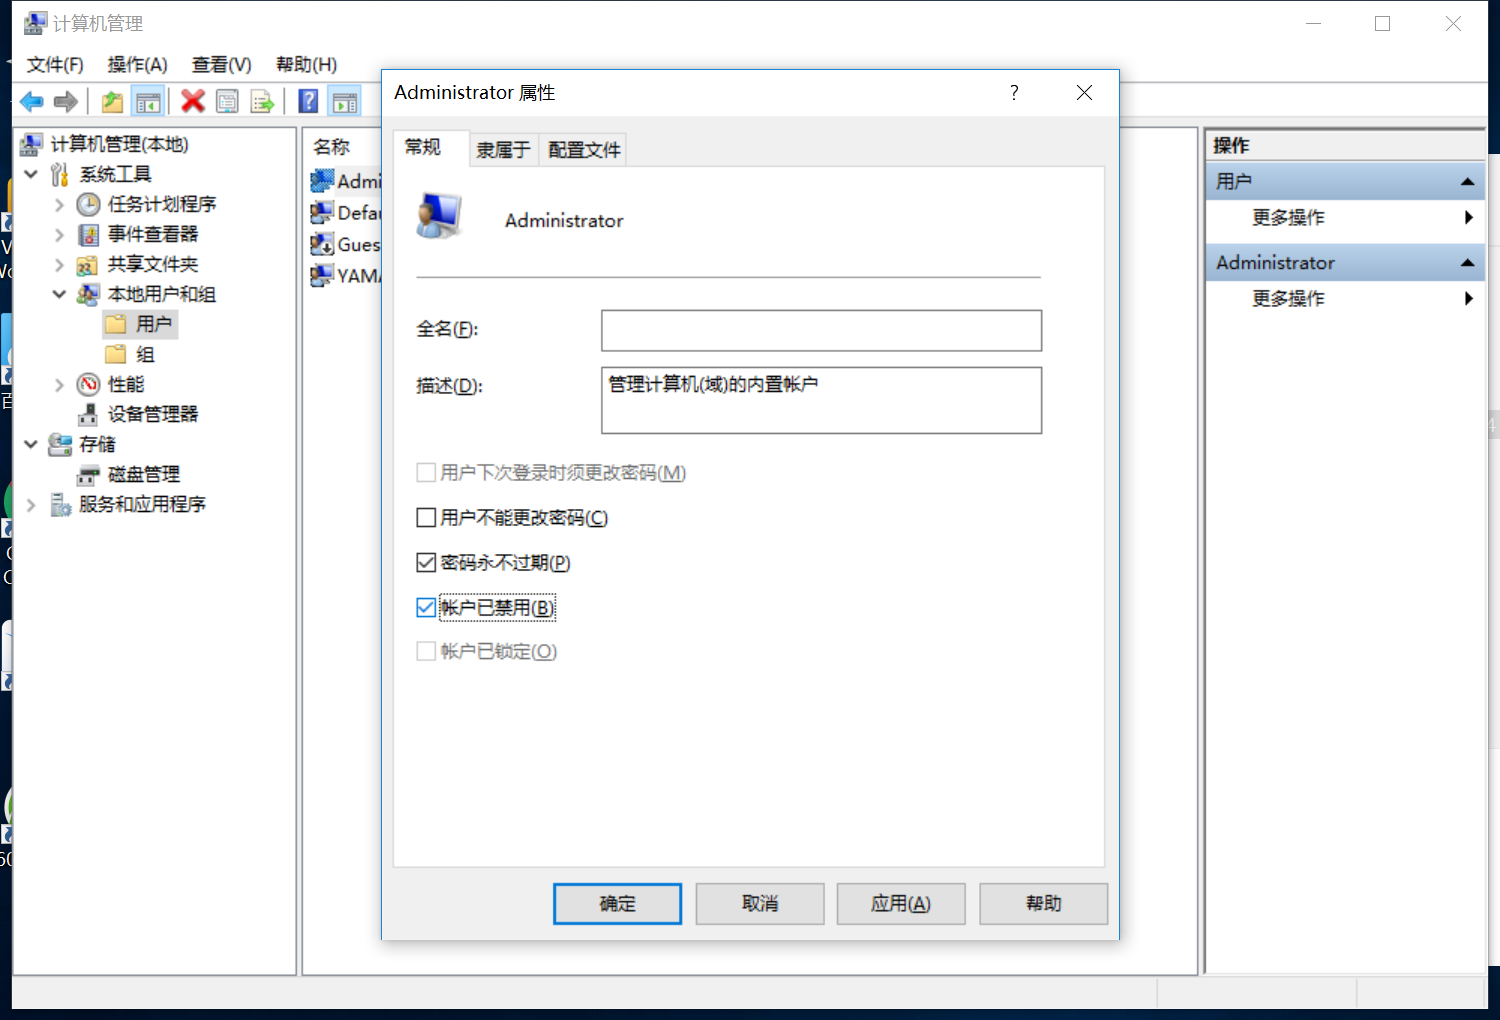 计算机管理
文件(F) 操作(A) 查看(V) 帮助(H)
计算机管理(本地)
系统工具
任务计划程序
事件查看器
共享文件夹
本地用户和组
用户
组
性能
设备管理器
存储
磁盘管理
服务和应用程序
名称
Admi
Defau
Gues
YAMA
Administrator 属性
?
常规 隶属于 配置文件
Administrator
全名(F):
描述(D): 管理计算机(域)的内置帐户
用户下次登录时须更改密码(M)
用户不能更改密码(C)
密码永不过期(P)
帐户已禁用(B)
帐户已锁定(O)
确定 取消 应用(A) 帮助
操作
用户
更多操作
Administrator
更多操作